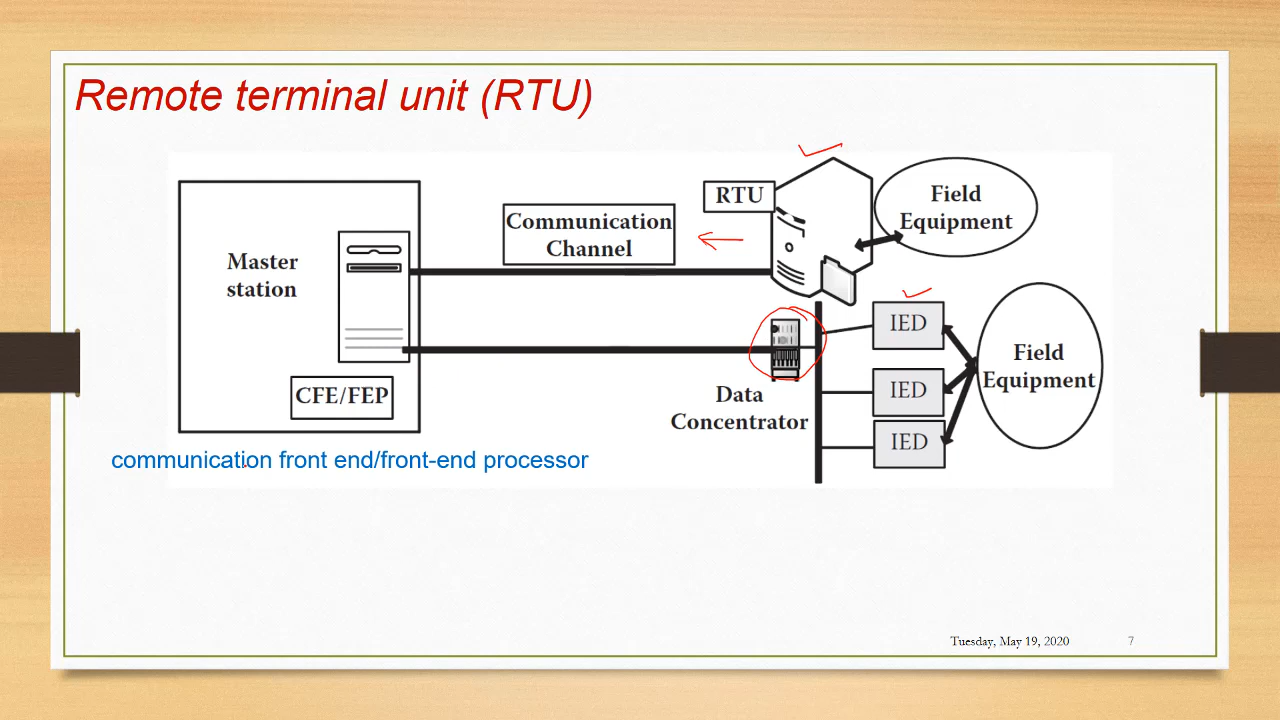 Remote terminal unit (RTU)
RTU
Field
Equipment
Communication
Channel
Master
station
IED
Field
Equipment
IED
CFE/FEP
Data
Concentrator
IED
communication front end/front-end processor
Tuesday, May 19, 2020
7